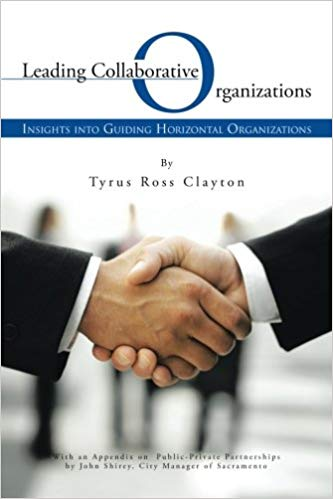 Leading Collaborative Organizations
INSIGHTS INTO GUIDING HORIZONTAL ORGANIZATIONS
By
Tyrus Ross Clayton
With an Appendix on Public-Private Partnerships
by John Shirey, City Manager of Sacramento